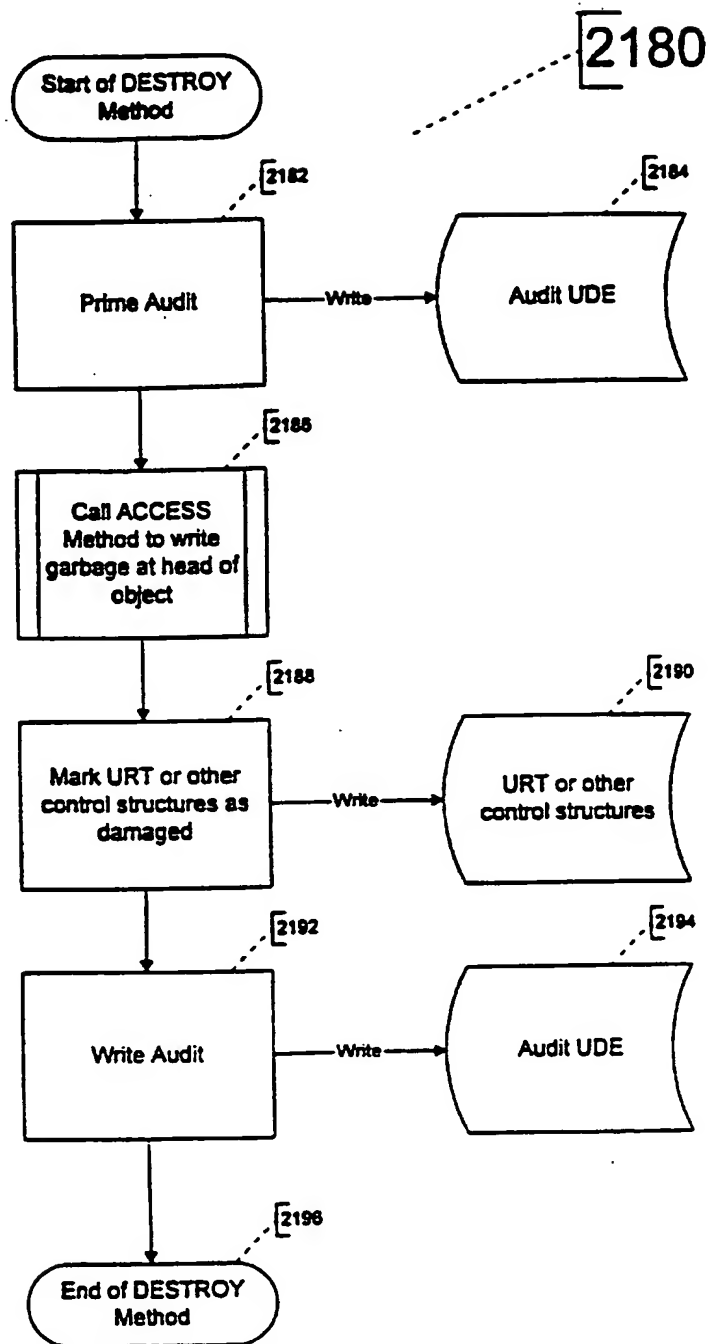 2180
Start of DESTROY
Method
2182
2184
Prime Audit
Write
Audit UDE
2186
Call ACCESS
Method to write
garbage at head of
object
2188
2190
Mark URT or other
control structures as
damaged
Write
URT or other
control structures
2192
2194
Write Audit
Write
Audit UDE
2196
End of DESTROY
Method